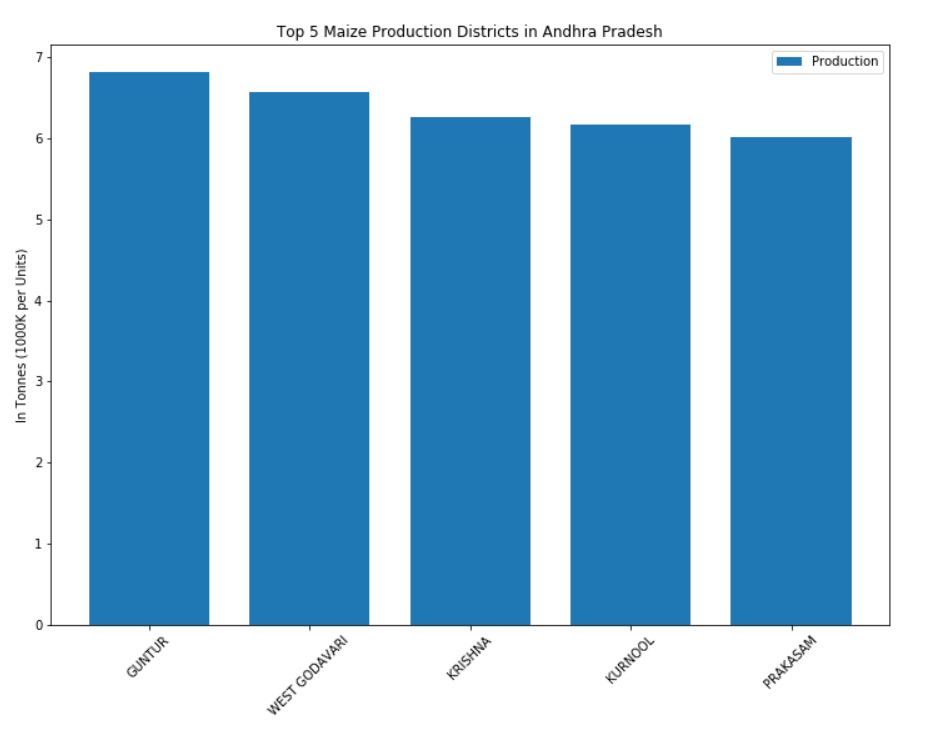 Top 5 Maize Production Districts in Andhra Pradesh
Production
In Tonnes (1000K per Units)
7
6
5
4
3
2
1
0
GUNTUR
WEST GODAVARI
KRISHNA
KURNOOL
PRAKASAM